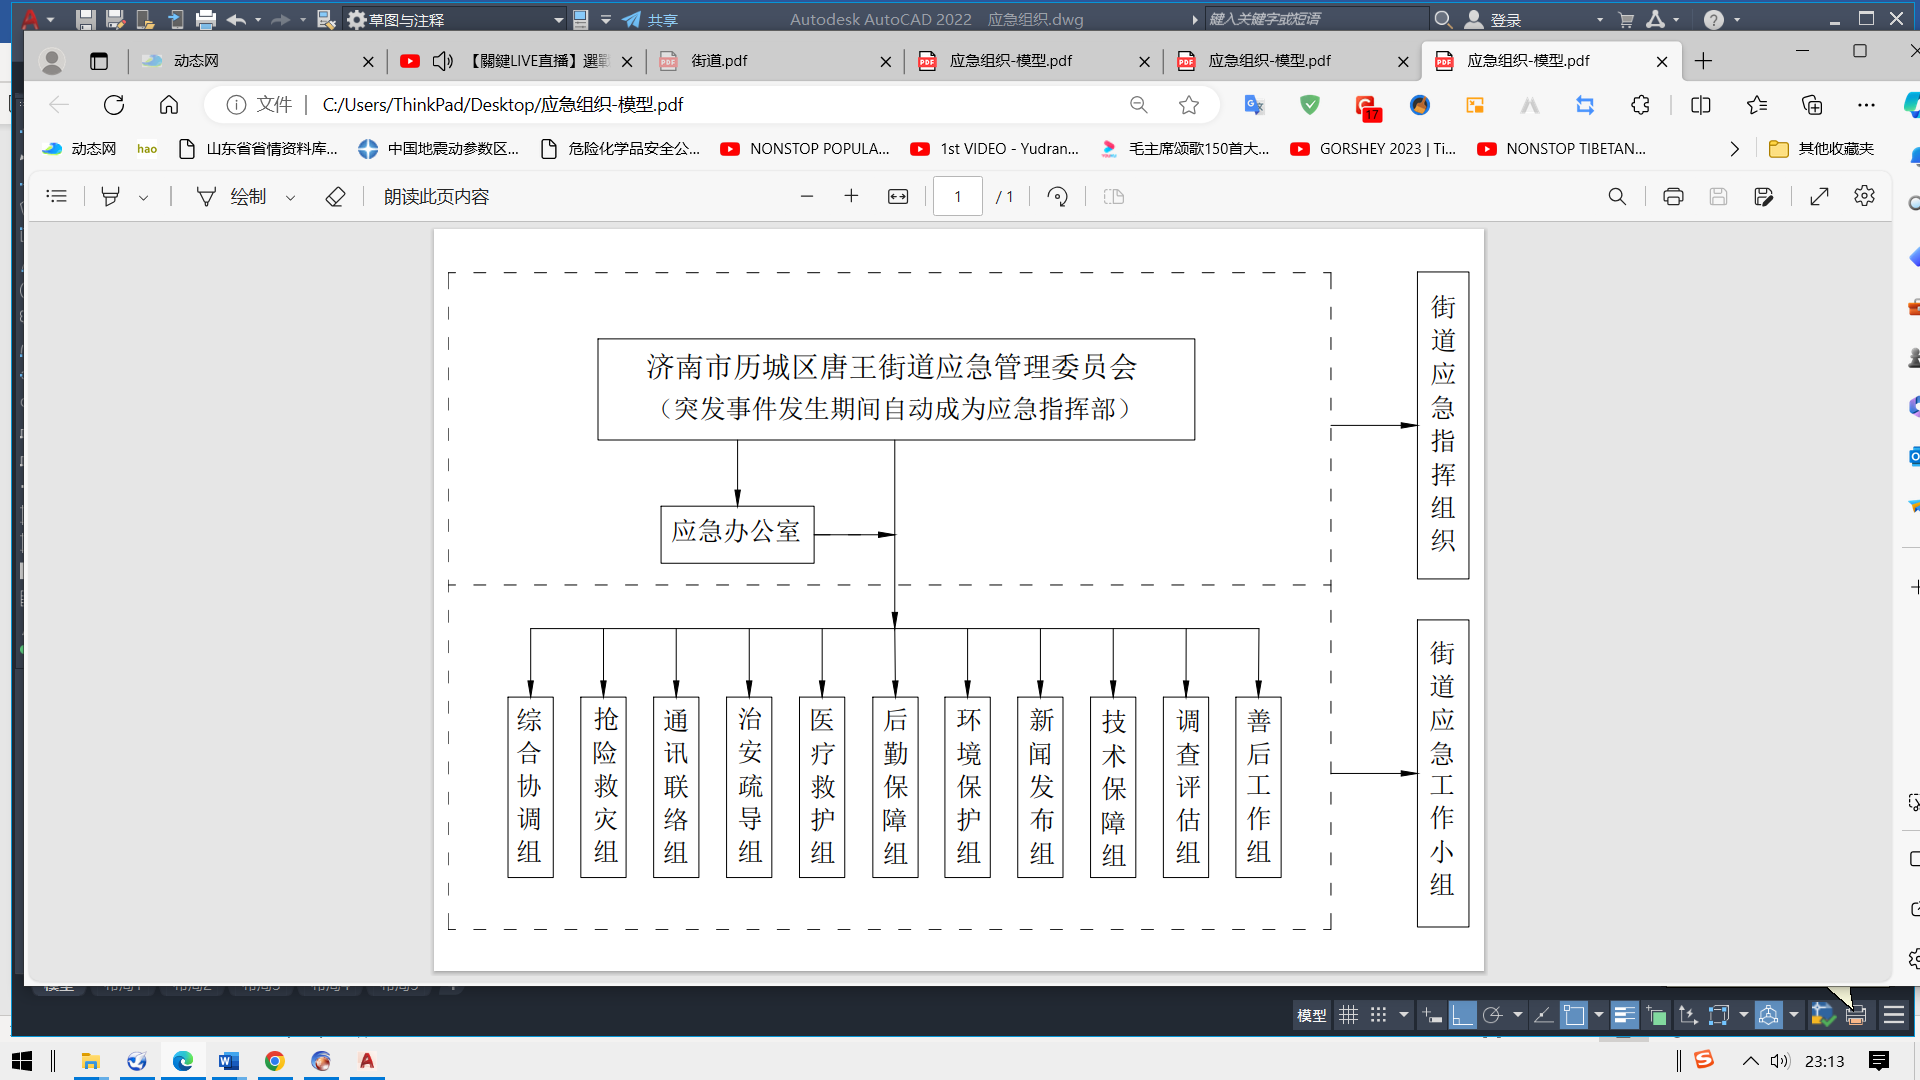 草图与注释
共享
Autodesk AutoCAD 2022 应急组织.dwg
键入关键字或短语
登录
动态网
【關鍵LIVE直播】選戰
街道.pdf
应急组织-模型.pdf
应急组织-模型.pdf
应急组织-模型.pdf
文件
C:/Users/ThinkPad/Desktop/应急组织-模型.pdf
17
动态网
hao
山东省省情资料库...
中国地震动参数区...
危险化学品安全公...
NONSTOP POPULA...
1st VIDEO - Yudran...
毛主席颂歌150首大...
GORSHEY 2023 | Ti...
NONSTOP TIBETAN...
其他收藏夹
绘制
朗读此页内容
1 / 1
济南市历城区唐王街道应急管理委员会
（突发事件发生期间自动成为应急指挥部）
应急办公室
街道应急指挥组织
综合协调组
抢险救灾组
通讯联络组
治安疏导组
医疗救护组
后勤保障组
环境保护组
新闻发布组
技术保障组
调查评估组
善后工作组
街道应急工作小组
模型
23:13